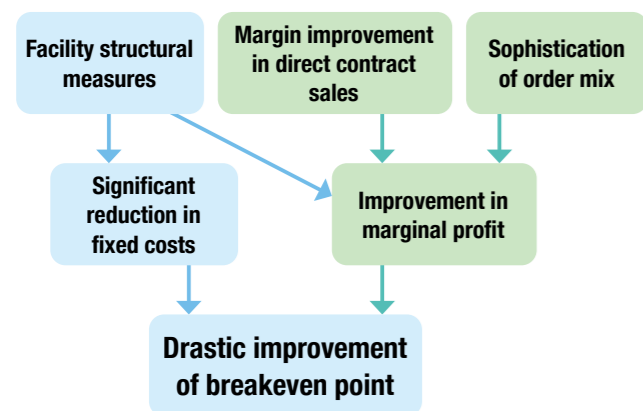 Facility structural
measures
Margin improvement
in direct contract
sales
Sophistication
of order mix
Significant
reduction in
fixed costs
Improvement in
marginal profit
Drastic improvement
of breakeven point